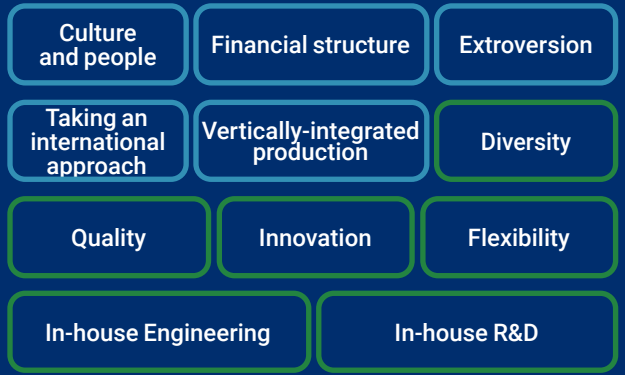 Culture
and people
Financial structure
Extroversion
Taking an
international
approach
Vertically-integrated
production
Diversity
Quality
Innovation
Flexibility
In-house Engineering
In-house R&D